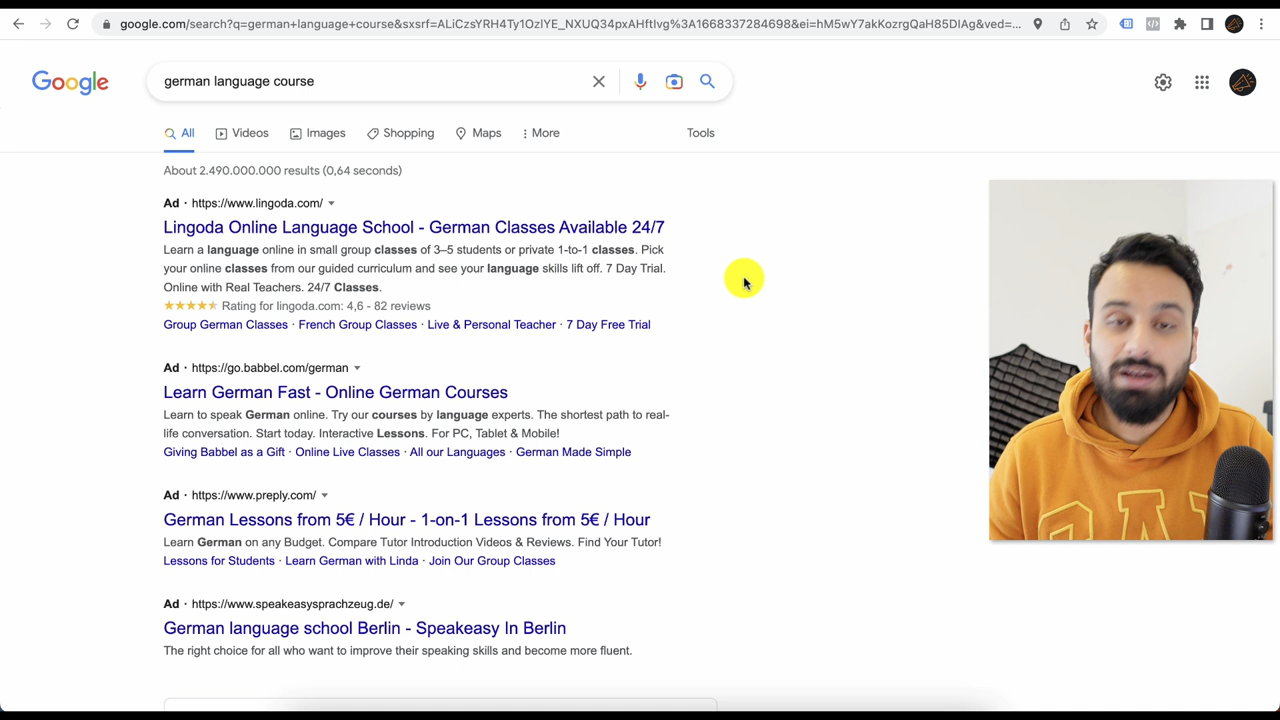 google.com/search?q=german+language+course&sxsrf=ALiCzsYRH4Ty1OzlYE_NXUQ34pxAHftIvg%3A1668337284698&ei=hM5wY7akKozrgQaH85DIAg&ved=...
Google
german language course
All
Videos
Images
Shopping
Maps
More
Tools
About 2.490.000.000 results (0,64 seconds)
Ad · https://www.lingoda.com/
Lingoda Online Language School - German Classes Available 24/7
Learn a language online in small group classes of 3–5 students or private 1-to-1 classes. Pick
your online classes from our guided curriculum and see your language skills lift off. 7 Day Trial.
Online with Real Teachers. 24/7 Classes.
Rating for lingoda.com: 4,6 - 82 reviews
Group German Classes · French Group Classes · Live & Personal Teacher · 7 Day Free Trial
Ad · https://go.babbel.com/german
Learn German Fast - Online German Courses
Learn to speak German online. Try our courses by language experts. The shortest path to real-
life conversation. Start today. Interactive Lessons. For PC, Tablet & Mobile!
Giving Babbel as a Gift · Online Live Classes · All our Languages · German Made Simple
Ad · https://www.preply.com/
German Lessons from 5€ / Hour - 1-on-1 Lessons from 5€ / Hour
Learn German on any Budget. Compare Tutor Introduction Videos & Reviews. Find Your Tutor!
Lessons for Students · Learn German with Linda · Join Our Group Classes
Ad · https://www.speakeasysprachzeug.de/
German language school Berlin - Speakeasy In Berlin
The right choice for all who want to improve their speaking skills and become more fluent.